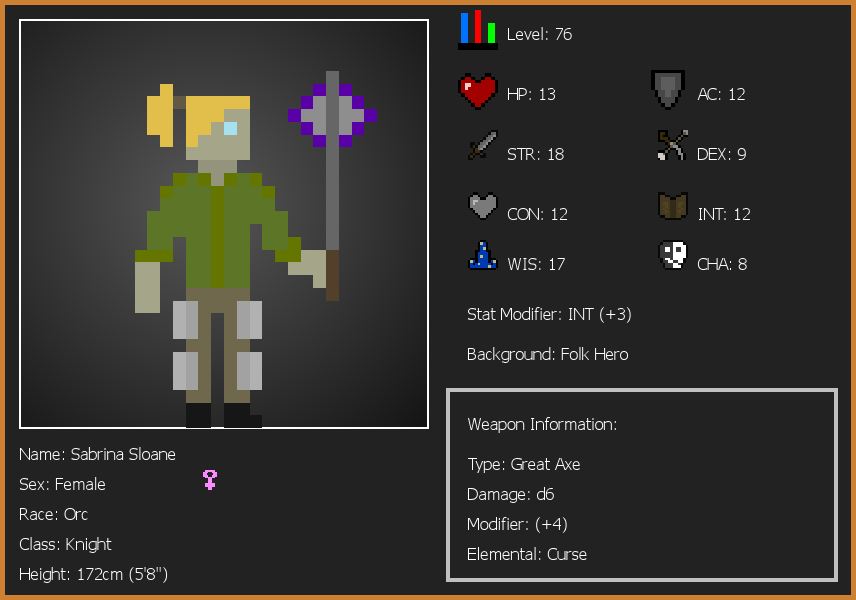 Level: 76
HP: 13
AC: 12
STR: 18
DEX: 9
CON: 12
INT: 12
WIS: 17
CHA: 8
Stat Modifier: INT (+3)
Background: Folk Hero
Weapon Information:
Type: Great Axe
Damage: d6
Modifier: (+4)
Elemental: Curse
Name: Sabrina Sloane
Sex: Female
Race: Orc
Class: Knight
Height: 172cm (5'8")